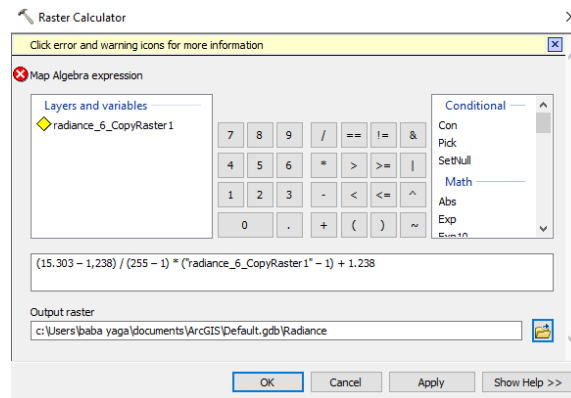 Raster Calculator
Click error and warning icons for more information
Map Algebra expression
Layers and variables
radiance_6_CopyRaster1
7 8 9 / == != &
4 5 6 * > >= |
1 2 3 - < <= ^
0 . + ( ) ~
Conditional
Con
Pick
SetNull
Math
Abs
Exp
Exp10
(15.303 – 1,238) / (255 – 1) * ("radiance_6_CopyRaster1" – 1) + 1.238
Output raster
c:\Users\baba yaga\documents\ArcGIS\Default.gdb\Radiance
OK Cancel Apply Show Help >>